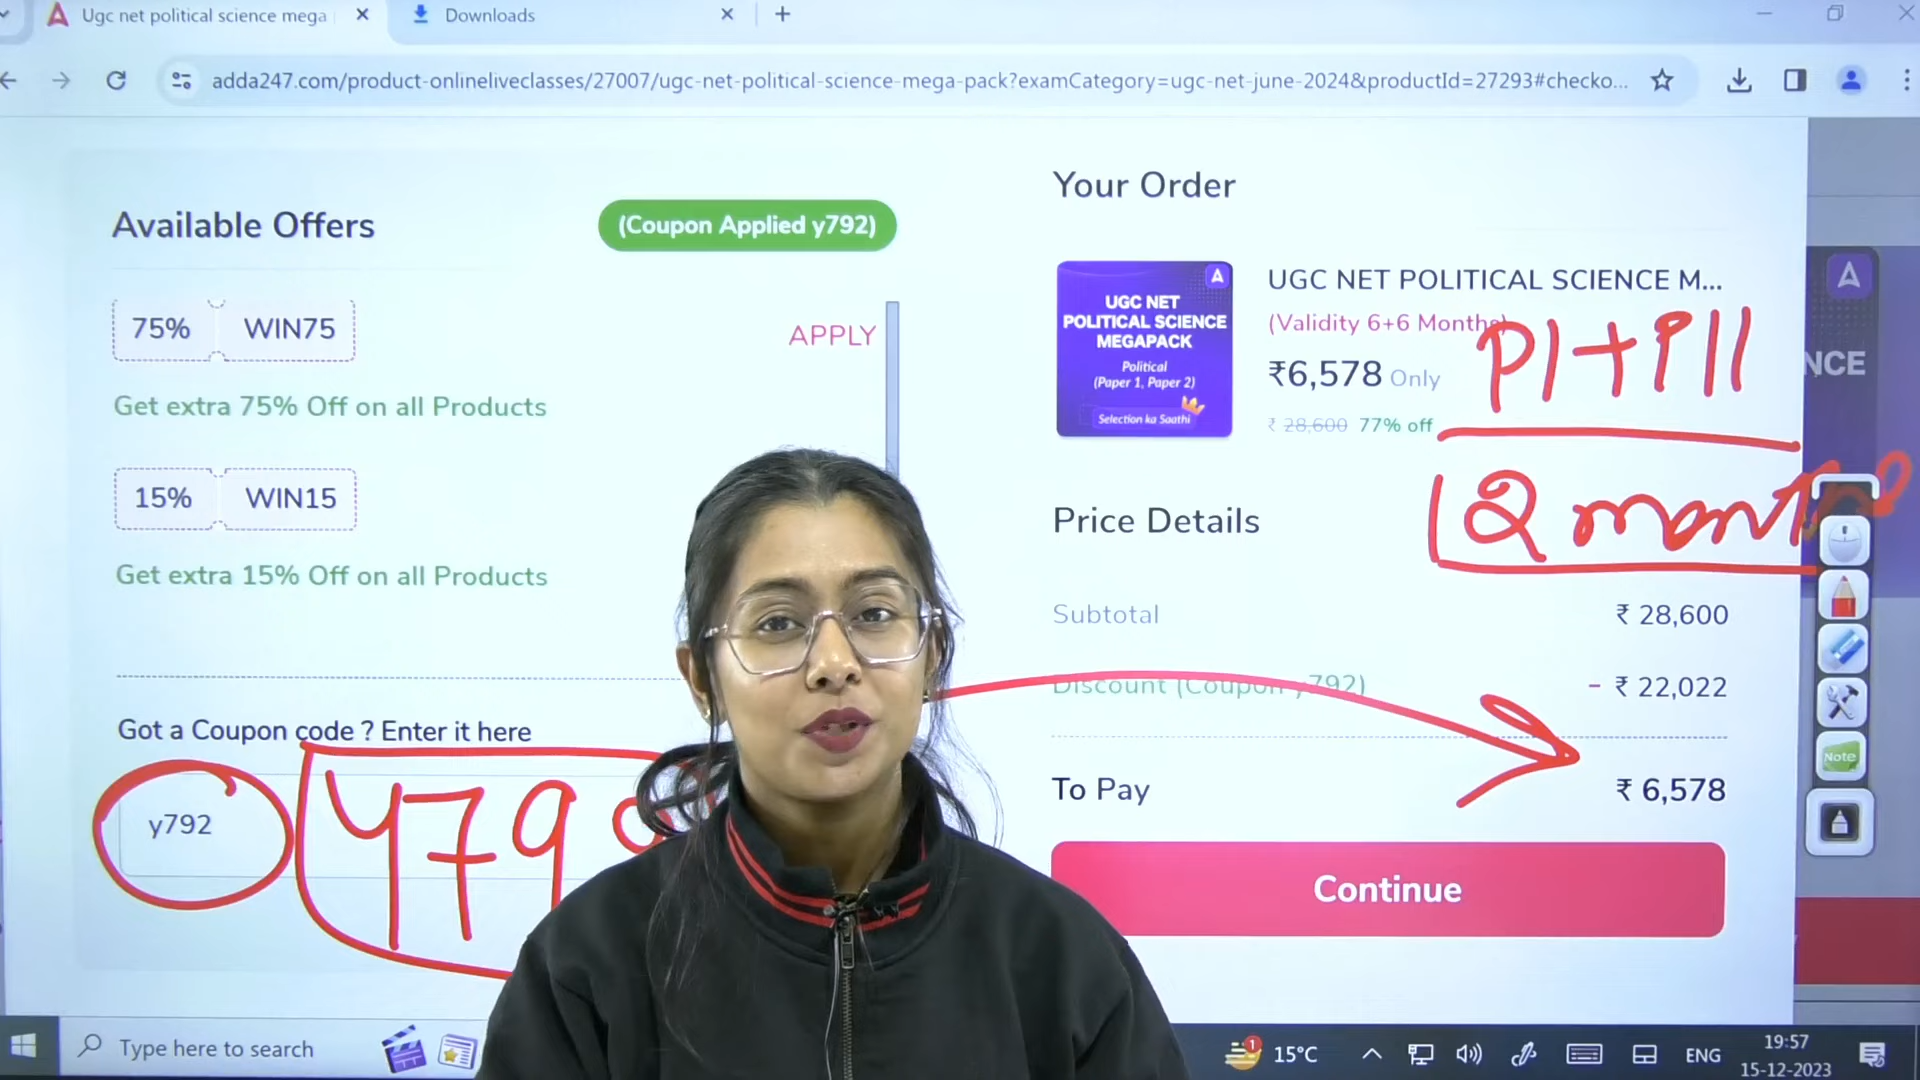 Ugc net political science mega
Downloads
adda247.com/product-onlineliveclasses/27007/ugc-net-political-science-mega-pack?examCategory=ugc-net-june-2024&productId=27293#checko...
Available Offers
(Coupon Applied y792)
75% WIN75
APPLY
Get extra 75% Off on all Products
15% WIN15
Get extra 15% Off on all Products
Got a Coupon code ? Enter it here
y792
Y79
Your Order
UGC NET
POLITICAL SCIENCE
MEGAPACK
Political
(Paper 1, Paper 2)
Selection ka Saathi
UGC NET POLITICAL SCIENCE M...
(Validity 6+6 Months)
₹6,578 Only
₹ 28,600 77% off
PI+PII
12 months
NCE
Price Details
Subtotal ₹ 28,600
Discount (Coupon y792) - ₹ 22,022
To Pay ₹ 6,578
Continue
Note
Type here to search
1
15°C
ENG
19:57
15-12-2023